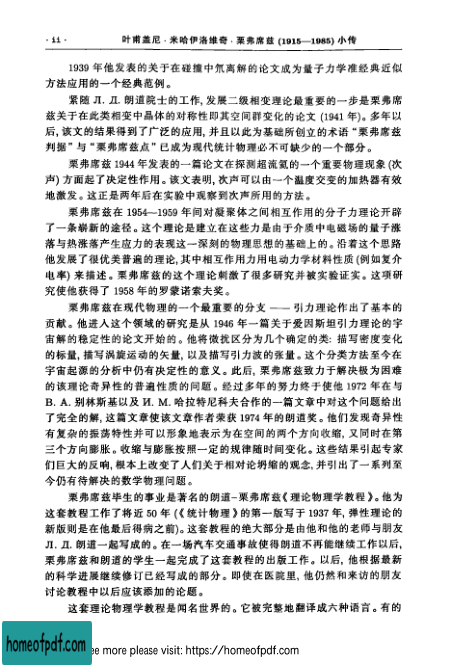 · ii ·
叶甫盖尼 · 米哈伊洛维奇 · 栗弗席兹 (1915—1985) 小传
1939 年他发表的关于在碰撞中氘离解的论文成为量子力学准经典近似
方法应用的一个经典范例。
紧随 Л. Д. 朗道院士的工作, 发展二级相变理论最重要的一步是栗弗席
兹关于在此类相变中晶体的对称性即其空间群变化的论文 (1941 年)。多年以
后, 该文的结果得到了广泛的应用, 并且以此为基础所创立的术语 “栗弗席兹
判据” 与 “栗弗席兹点” 已成为现代统计物理必不可缺少的一个部分。
栗弗席兹 1944 年发表的一篇论文在探测超流氦的一个重要物理现象 (次
声) 方面起了决定性作用。该文表明, 次声可以由一个温度交变的加热器有效
地激发。这正是两年后在实验中观察到次声所用的方法。
栗弗席兹在 1954—1959 年间对凝聚体之间相互作用的分子力理论开辟
了一条崭新的途径。这个理论是建立在这些力是由于介质中电磁场的量子涨
落与热涨落产生应力的表现这一深刻的物理思想的基础上的。沿着这个思路
他发展了很优美普遍的理论, 其中相互作用力用电动力学材料性质 (例如复介
电率) 来描述。栗弗席兹的这个理论刺激了很多研究并被实验证实。这项研
究使他获得了 1958 年的罗蒙诺索夫奖。
栗弗席兹在现代物理的一个最重要的分支 —— 引力理论作出了基本的
贡献。他进入这个领域的研究是从 1946 年一篇关于爱因斯坦引力理论的宇
宙解的稳定性的论文开始的。他将微扰区分为几个确定的类: 描写密度变化
的标量, 描写涡旋运动的矢量, 以及描写引力波的张量。这个分类方法至今在
宇宙起源的分析中仍有决定性的意义。此后, 栗弗席兹致力于解决极为困难
的该理论奇异性的普遍性质的问题。经过多年的努力终于使他 1972 年在与
В. А. 别林斯基以及 И. М. 哈拉特尼科夫合作的一篇文章中对这个问题给出
了完全的解, 这篇文章使该文章作者荣获 1974 年的朗道奖。他们发现奇异性
有复杂的振荡特性并可以形象地表示为在空间的两个方向收缩, 又同时在第
三个方向膨胀。收缩与膨胀按照一定的规律随时间变化。这些结果引起专家
们巨大的反响, 根本上改变了人们关于相对论坍缩的观念, 并引出了一系列至
今仍有待解决的数学物理问题。
栗弗席兹毕生的事业是著名的朗道–栗弗席兹《理论物理学教程》。他为
这套教程工作了将近 50 年 (《统计物理》的第一版写于 1937 年, 弹性理论的
新版则是在他最后得病之前)。这套教程的绝大部分是由他和他的老师与朋友
Л. Д. 朗道一起写成的。在一场汽车交通事故使得朗道不再能继续工作以后,
栗弗席兹和朗道的学生一起完成了这套教程的出版工作。以后, 他根据最新
的科学进展继续修订已经写成的部分。即使在医院里, 他仍然和来访的朋友
讨论教程中以后应该添加的论题。
这套理论物理学教程是闻名世界的。它被完整地翻译成六种语言。有的
homeofpdf.com
ee more please visit: https://homeofpdf.com